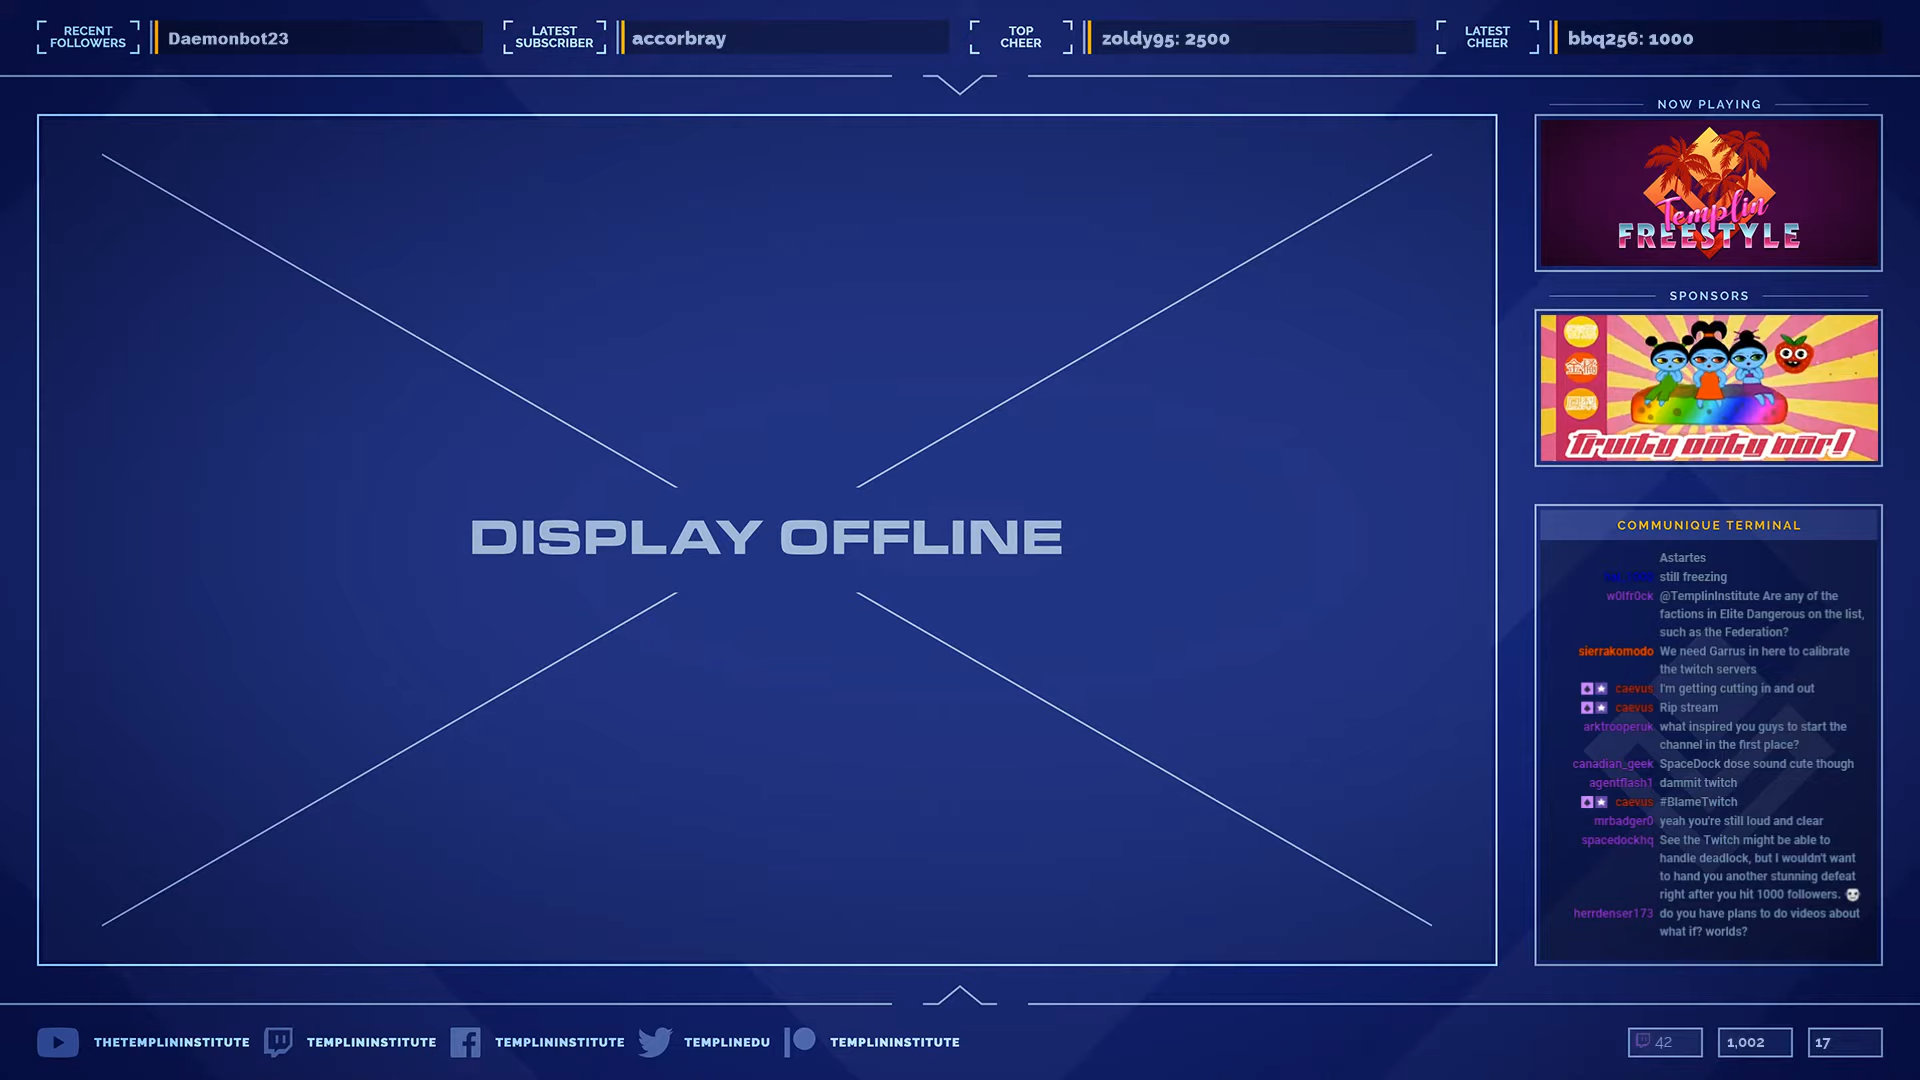 RECENT
FOLLOWERS
Daemonbot23
LATEST
SUBSCRIBER
accorbray
TOP
CHEER
zoldy95: 2500
LATEST
CHEER
bbq256: 1000
NOW PLAYING
Templin
FREESTYLE
SPONSORS
fruity oaty bar!
DISPLAY OFFLINE
COMMUNIQUE TERMINAL
Astartes
still freezing
w0lfr0ck @TemplinInstitute Are any of the
factions in Elite Dangerous on the list,
such as the Federation?
sierrakomodo We need Garrus in here to calibrate
the twitch servers
caevus I'm getting cutting in and out
caevus Rip stream
arktrooperuk what inspired you guys to start the
channel in the first place?
canadian_geek SpaceDock dose sound cute though
agentflash1 dammit twitch
caevus #BlameTwitch
mrbadger0 yeah you're still loud and clear
spacedockhq See the Twitch might be able to
handle deadlock, but I wouldn't want
to hand you another stunning defeat
right after you hit 1000 followers.
herrdenser173 do you have plans to do videos about
what if? worlds?
THETEMPLININSTITUTE
TEMPLININSTITUTE
TEMPLININSTITUTE
TEMPLINEDU
TEMPLININSTITUTE
42
1,002
17